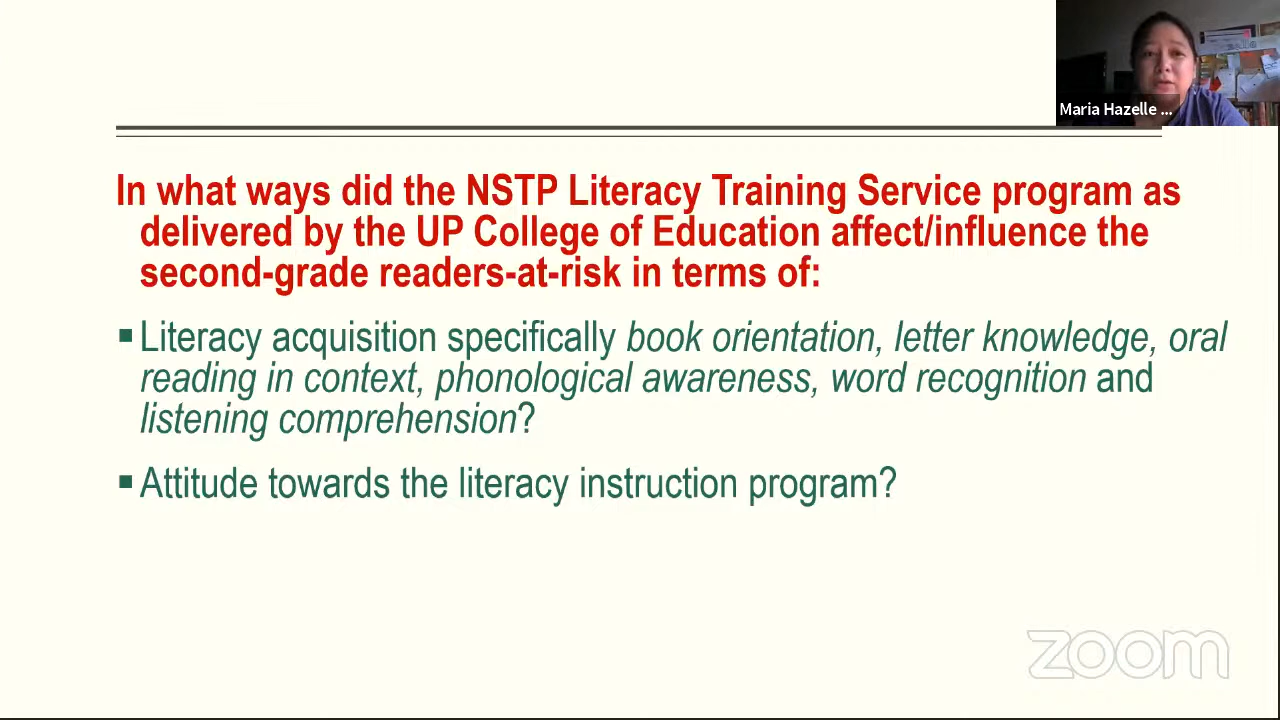 Maria Hazelle ...
In what ways did the NSTP Literacy Training Service program as
delivered by the UP College of Education affect/influence the
second-grade readers-at-risk in terms of:
▪Literacy acquisition specifically book orientation, letter knowledge, oral
reading in context, phonological awareness, word recognition and
listening comprehension?
▪Attitude towards the literacy instruction program?
zoom